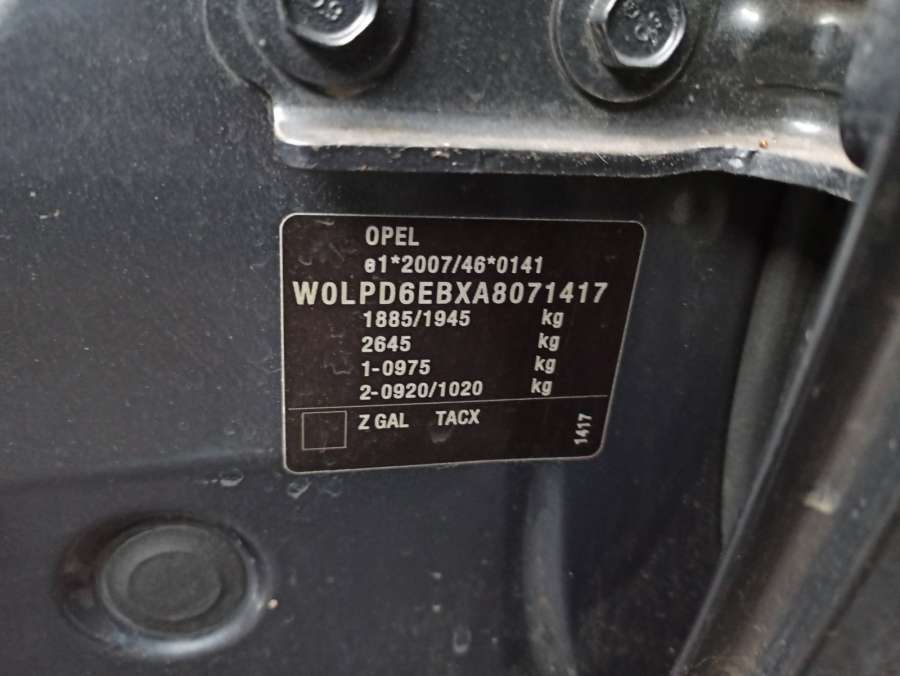 OPEL
e1*2007/46*0141
W0LPD6EBXA8071417
1885/1945 kg
2645 kg
1-0975 kg
2-0920/1020 kg
Z GAL TACX
1417